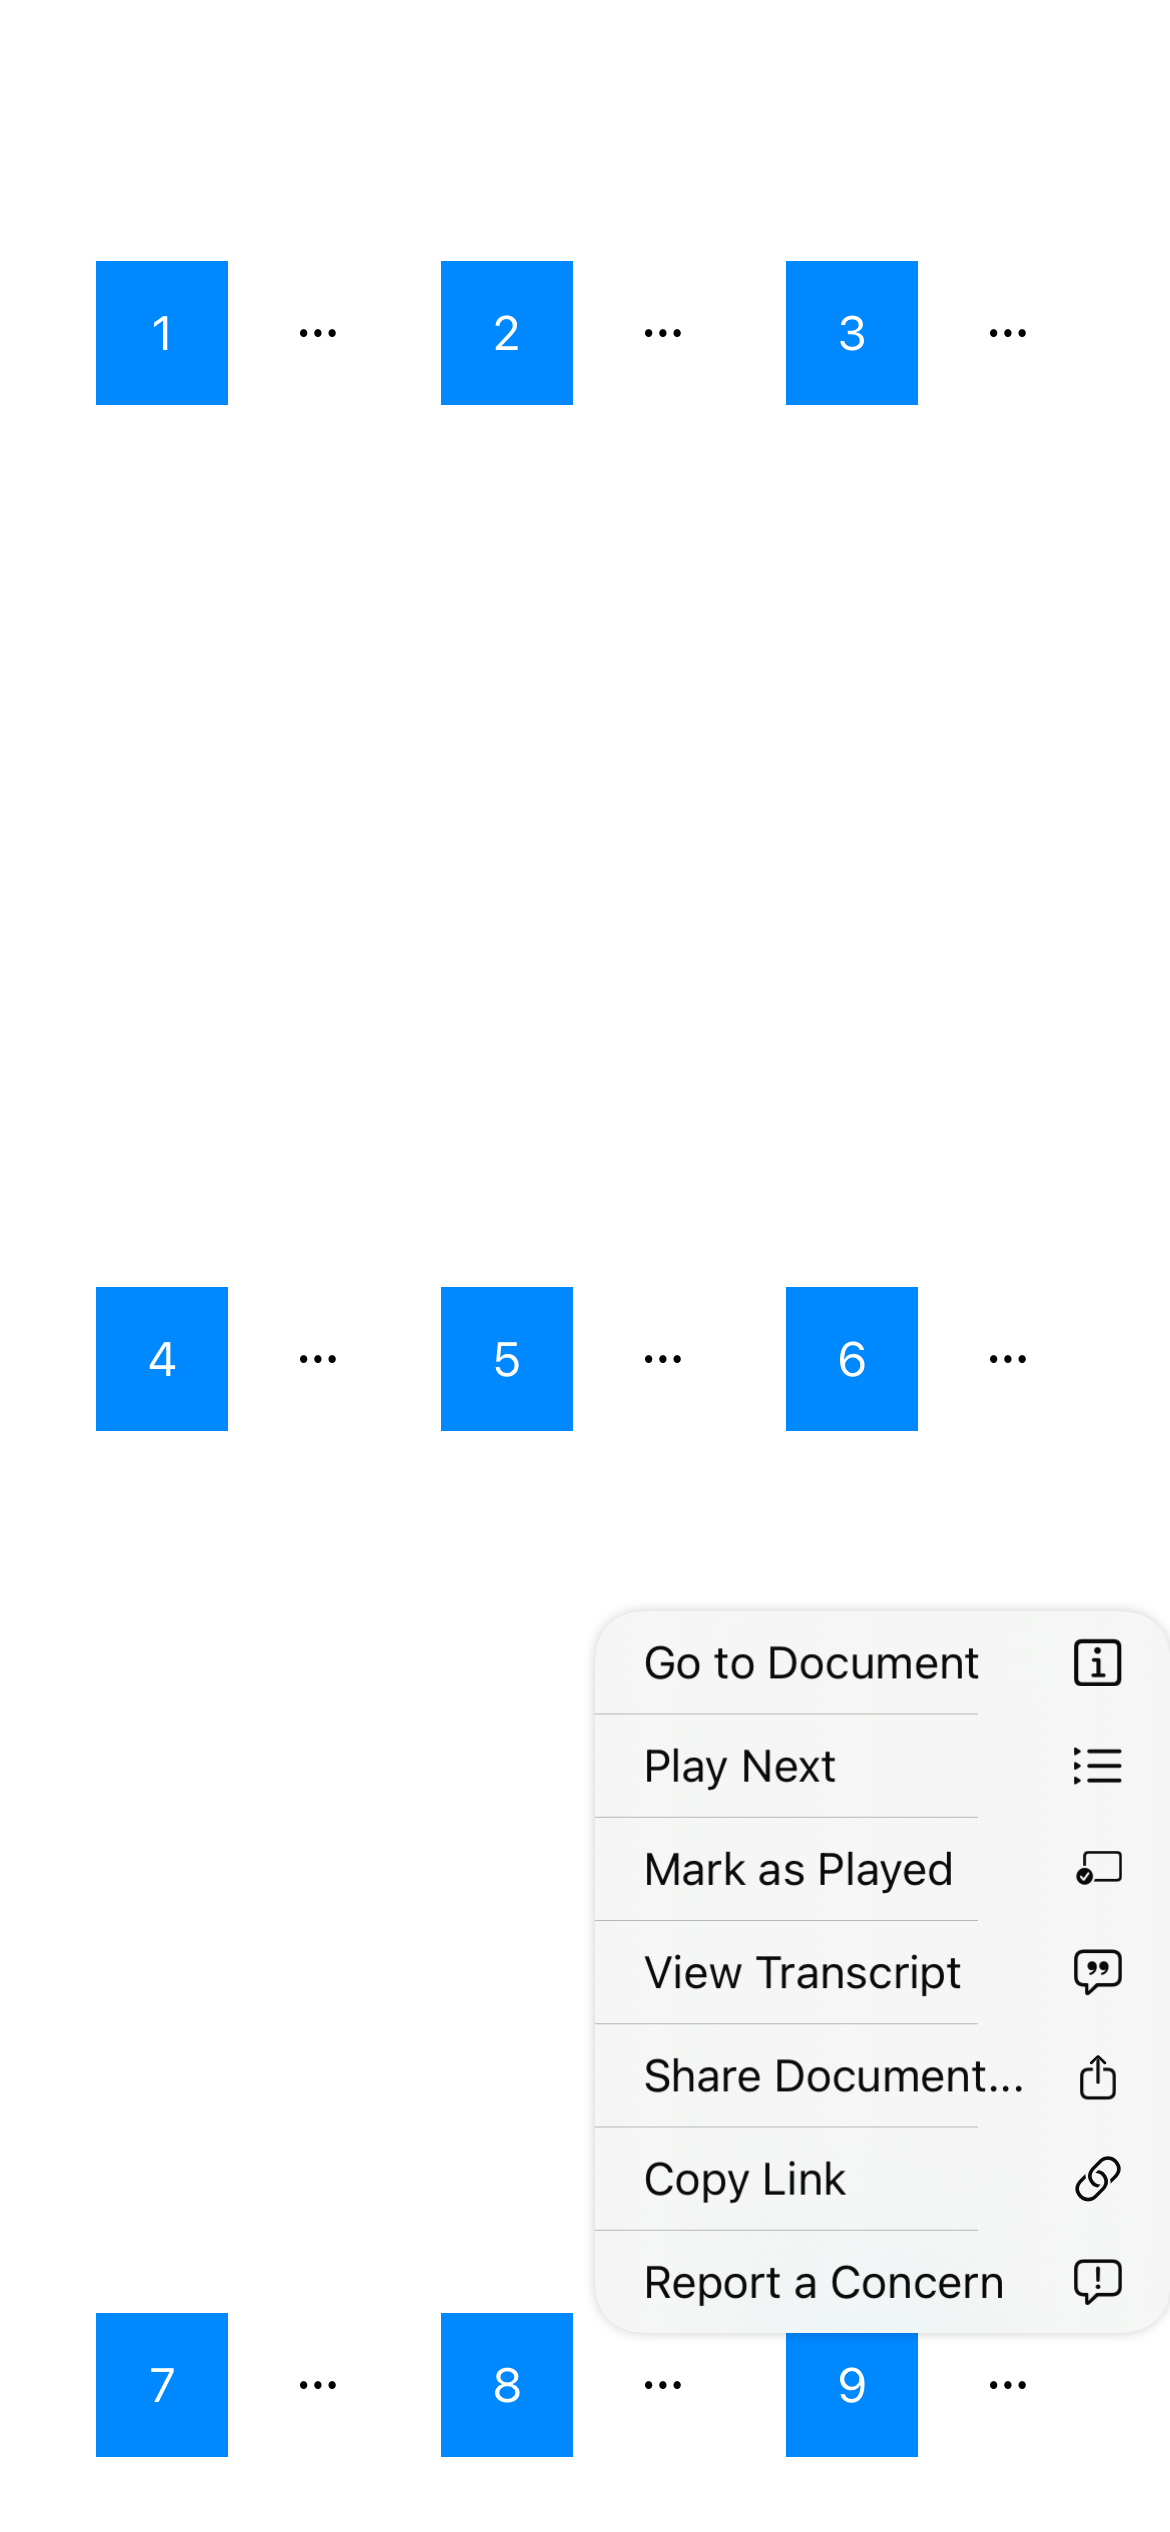 1 ... 2 ... 3 ...
4 ... 5 ... 6 ...
Go to Document
Play Next
Mark as Played
View Transcript
Share Document...
Copy Link
Report a Concern
7 ... 8 ... 9 ...